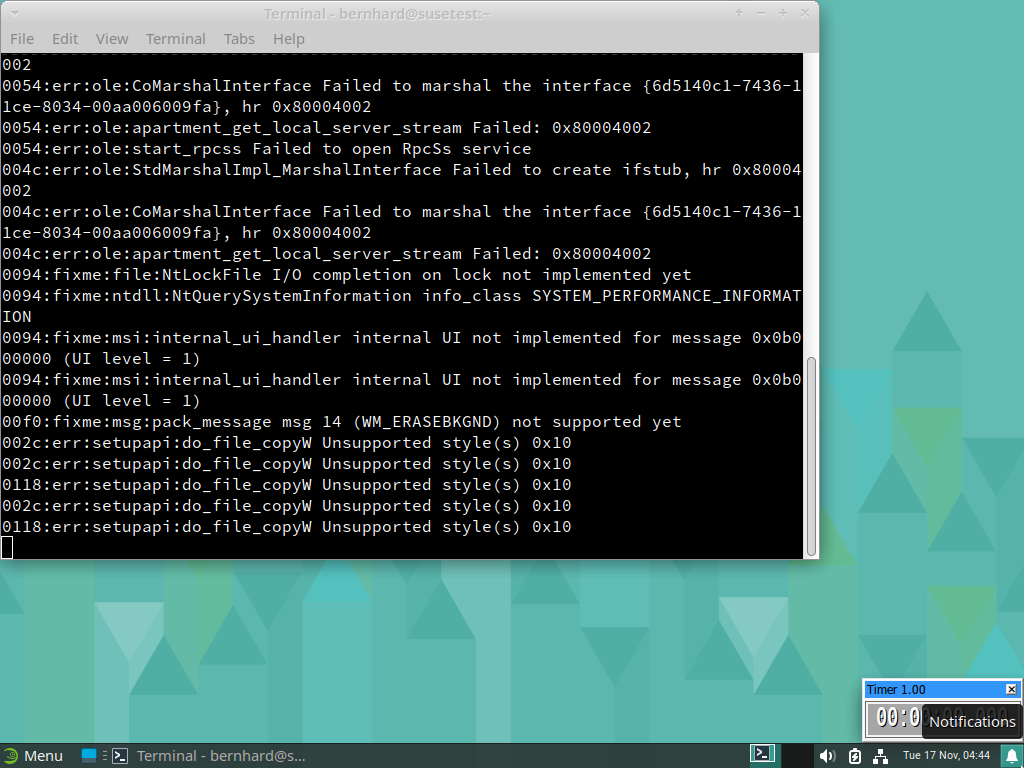 Terminal - bernhard@susetest:~
File Edit View Terminal Tabs Help
002
0054:err:ole:CoMarshalInterface Failed to marshal the interface {6d5140c1-7436-1
1ce-8034-00aa006009fa}, hr 0x80004002
0054:err:ole:apartment_get_local_server_stream Failed: 0x80004002
0054:err:ole:start_rpcss Failed to open RpcSs service
004c:err:ole:StdMarshalImpl_MarshalInterface Failed to create ifstub, hr 0x80004
002
004c:err:ole:CoMarshalInterface Failed to marshal the interface {6d5140c1-7436-1
1ce-8034-00aa006009fa}, hr 0x80004002
004c:err:ole:apartment_get_local_server_stream Failed: 0x80004002
0094:fixme:file:NtLockFile I/O completion on lock not implemented yet
0094:fixme:ntdll:NtQuerySystemInformation info_class SYSTEM_PERFORMANCE_INFORMAT
ION
0094:fixme:msi:internal_ui_handler internal UI not implemented for message 0x0b0
00000 (UI level = 1)
0094:fixme:msi:internal_ui_handler internal UI not implemented for message 0x0b0
00000 (UI level = 1)
00f0:fixme:msg:pack_message msg 14 (WM_ERASEBKGND) not supported yet
002c:err:setupapi:do_file_copyW Unsupported style(s) 0x10
002c:err:setupapi:do_file_copyW Unsupported style(s) 0x10
0118:err:setupapi:do_file_copyW Unsupported style(s) 0x10
002c:err:setupapi:do_file_copyW Unsupported style(s) 0x10
0118:err:setupapi:do_file_copyW Unsupported style(s) 0x10
Timer 1.00
Notifications
Menu
Terminal - bernhard@s...
Tue 17 Nov, 04:44